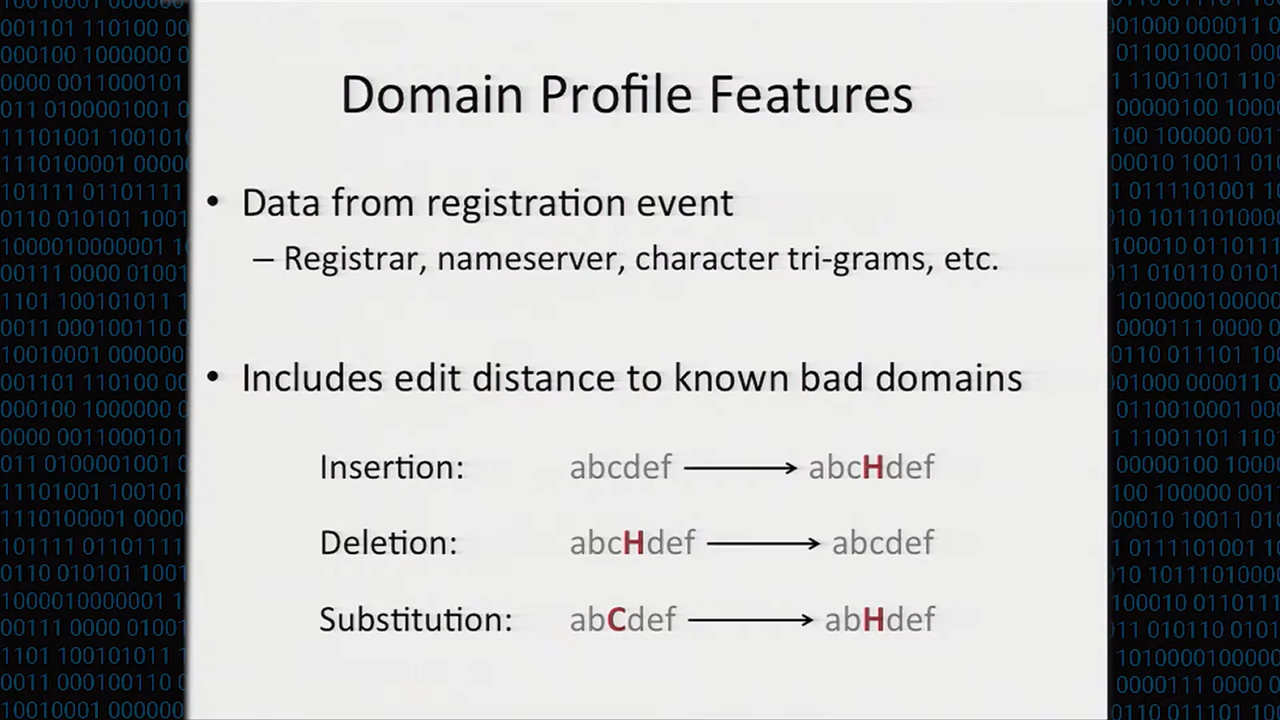 Domain Profile Features
• Data from registration event
– Registrar, nameserver, character tri-grams, etc.
• Includes edit distance to known bad domains
Insertion: abcdef → abcHdef
Deletion: abcHdef → abcdef
Substitution: abCdef → abHdef